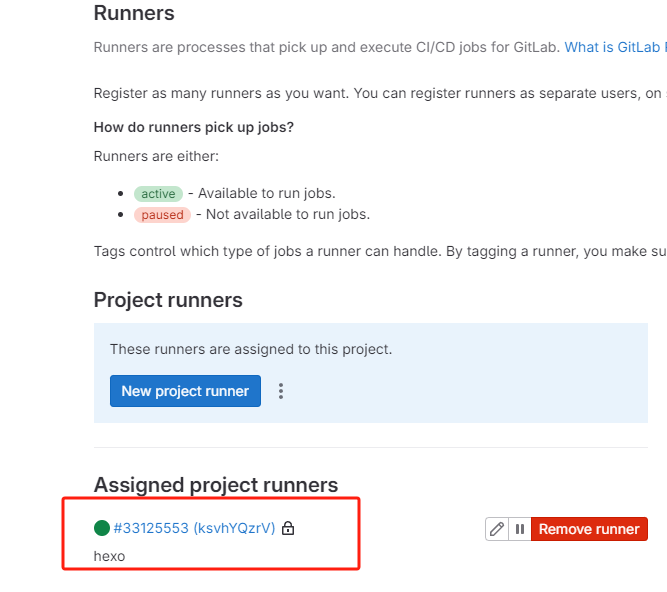 Runners
Runners are processes that pick up and execute CI/CD jobs for GitLab. What is GitLab
Register as many runners as you want. You can register runners as separate users, on
How do runners pick up jobs?
Runners are either:
active - Available to run jobs.
paused - Not available to run jobs.
Tags control which type of jobs a runner can handle. By tagging a runner, you make su
Project runners
These runners are assigned to this project.
New project runner
Assigned project runners
#33125553 (ksvhYQzrV)
Remove runner
hexo